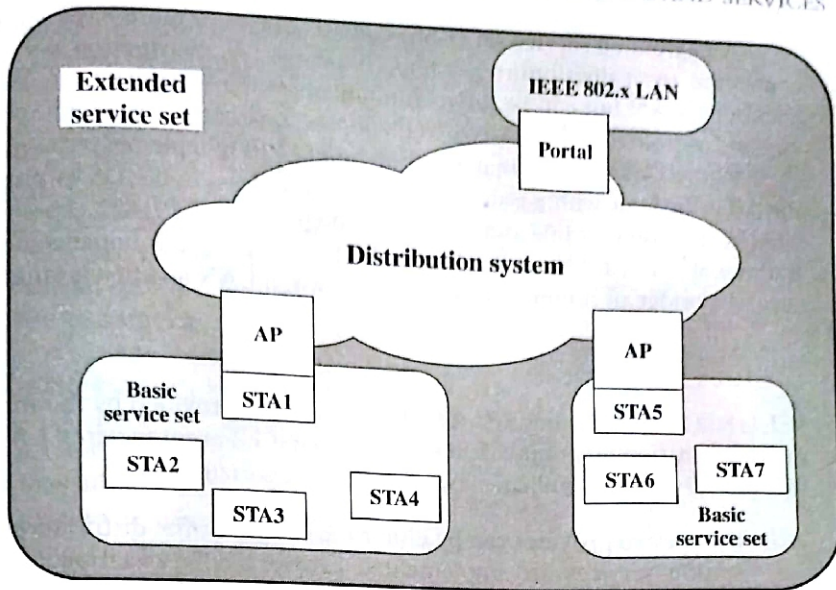 SERVICES
Extended
service set
IEEE 802.x LAN
Portal
Distribution system
AP
STA1
AP
STA5
Basic
service set
STA2
STA3
STA4
STA6
STA7
Basic
service set